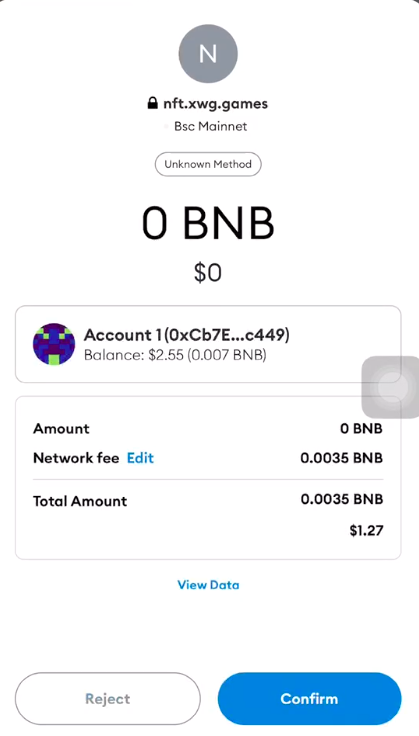 N
nft.xwg.games
Bsc Mainnet
Unknown Method
0 BNB
$0
Account 1 (0xCb7E...c449)
Balance: $2.55 (0.007 BNB)
Amount 0 BNB
Network fee Edit 0.0035 BNB
Total Amount 0.0035 BNB
$1.27
View Data
Reject Confirm